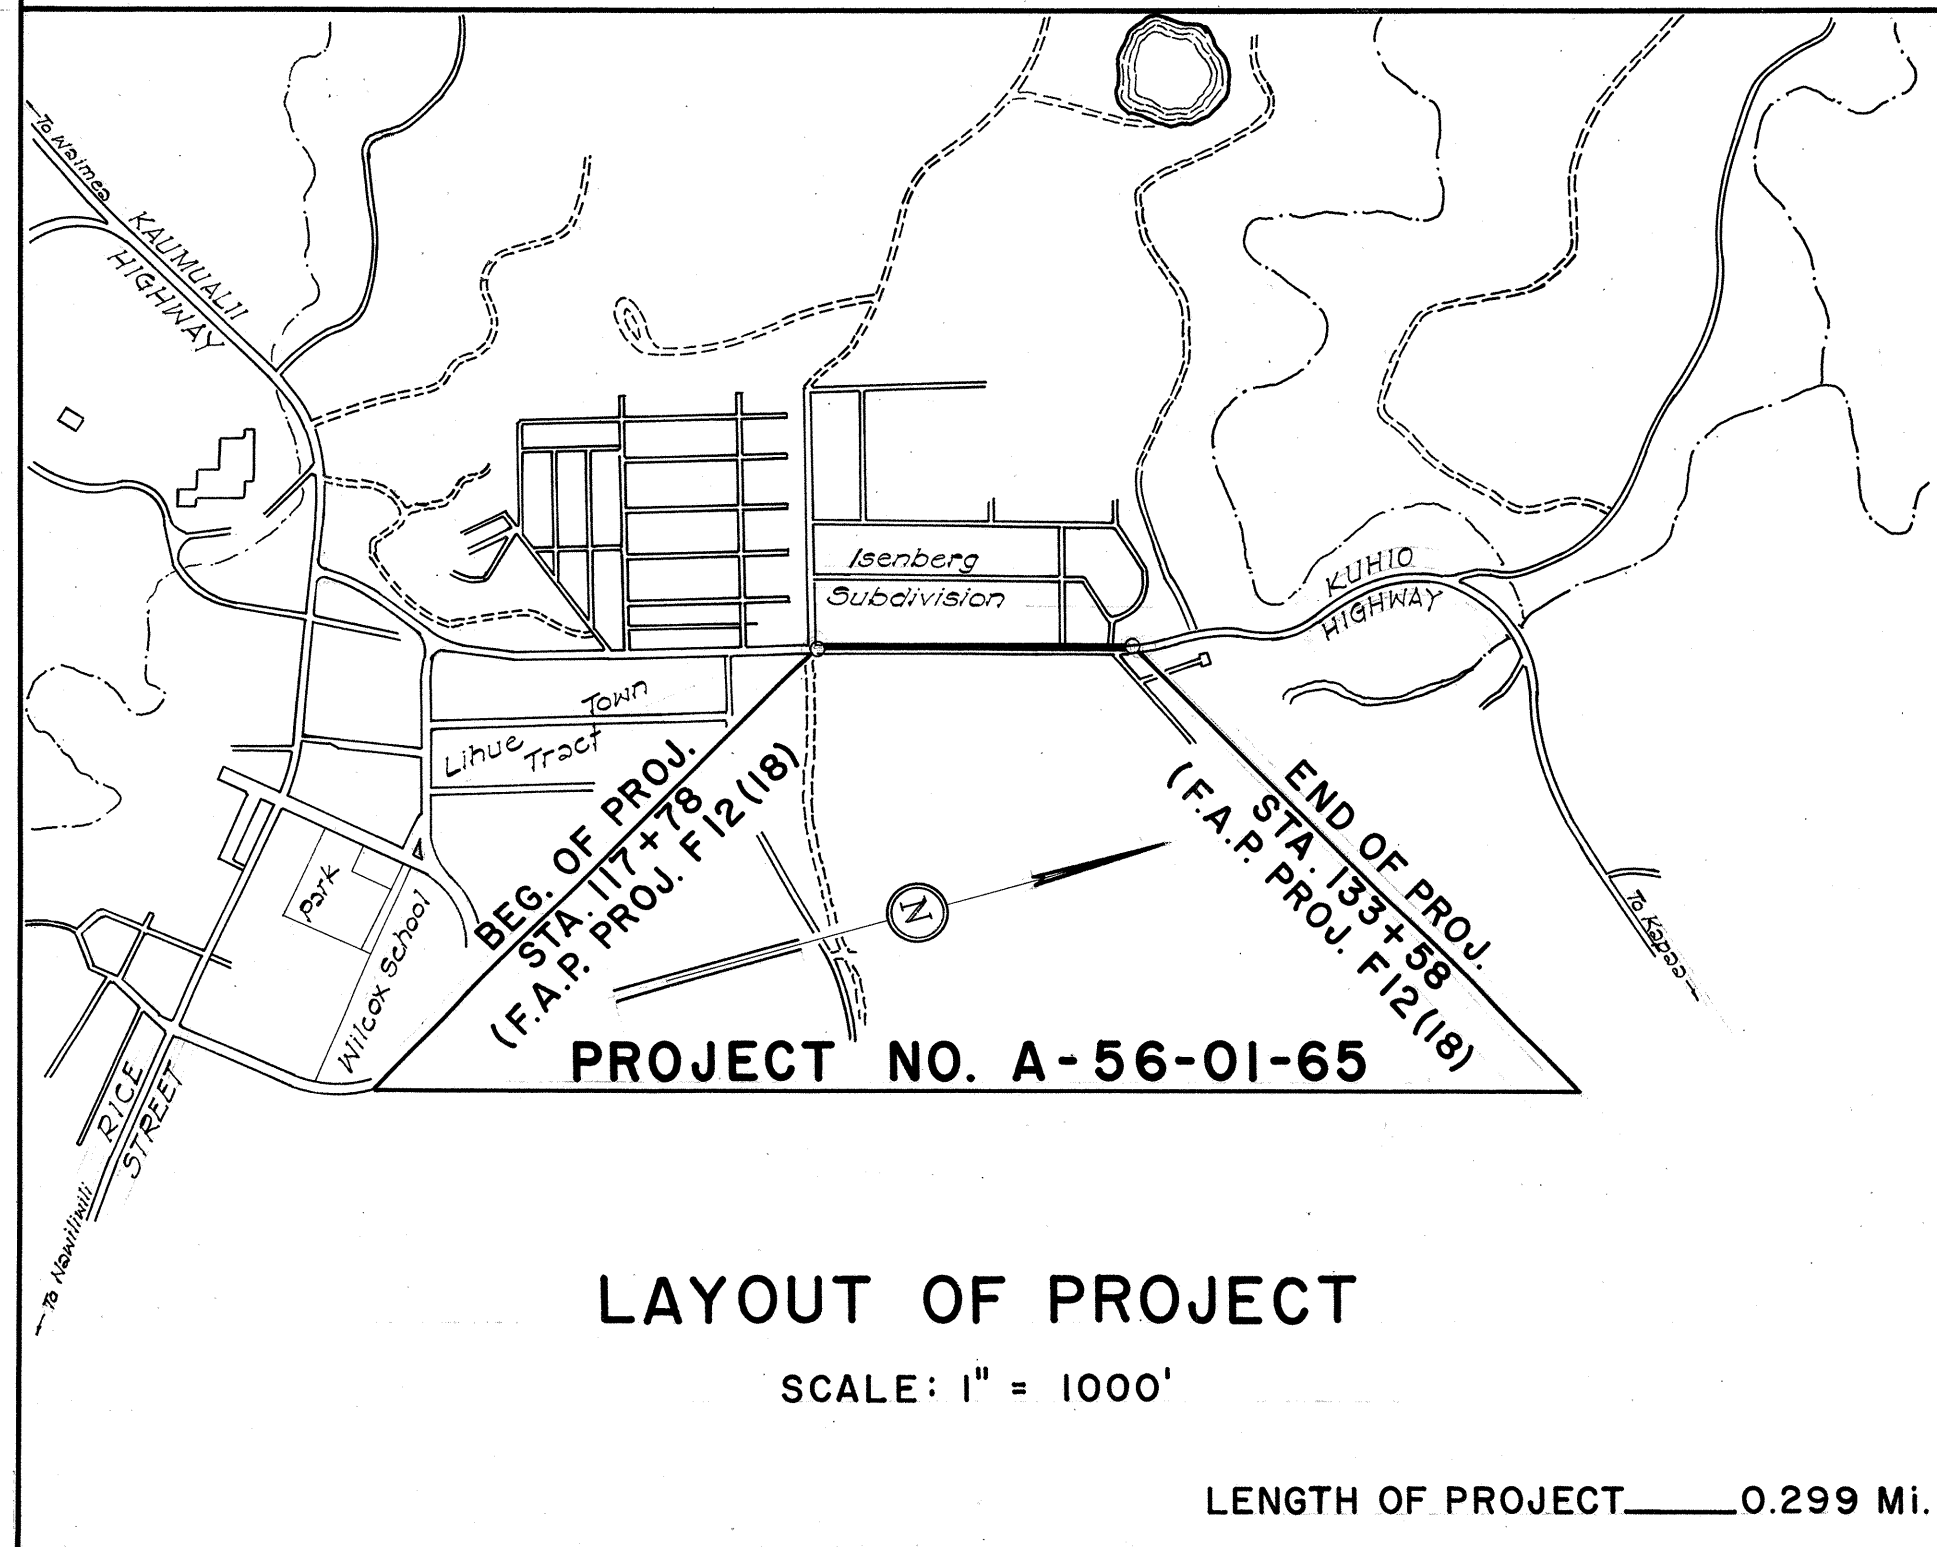 To Waimea
KAUMUALII
HIGHWAY
Isenberg
Subdivision
KUHIO
HIGHWAY
Town
Lihue
Tract
BEG. OF PROJ.
STA. 117+78
(F.A.P. PROJ. F 12 (18)
END OF PROJ.
STA. 133+58
(F.A.P. PROJ. F 12 (18)
Park
Wilcox School
N
To Kapaa
PROJECT NO. A-56-01-65
RICE
STREET
To Nawiliwili
LAYOUT OF PROJECT
SCALE: 1" = 1000'
LENGTH OF PROJECT 0.299 Mi.